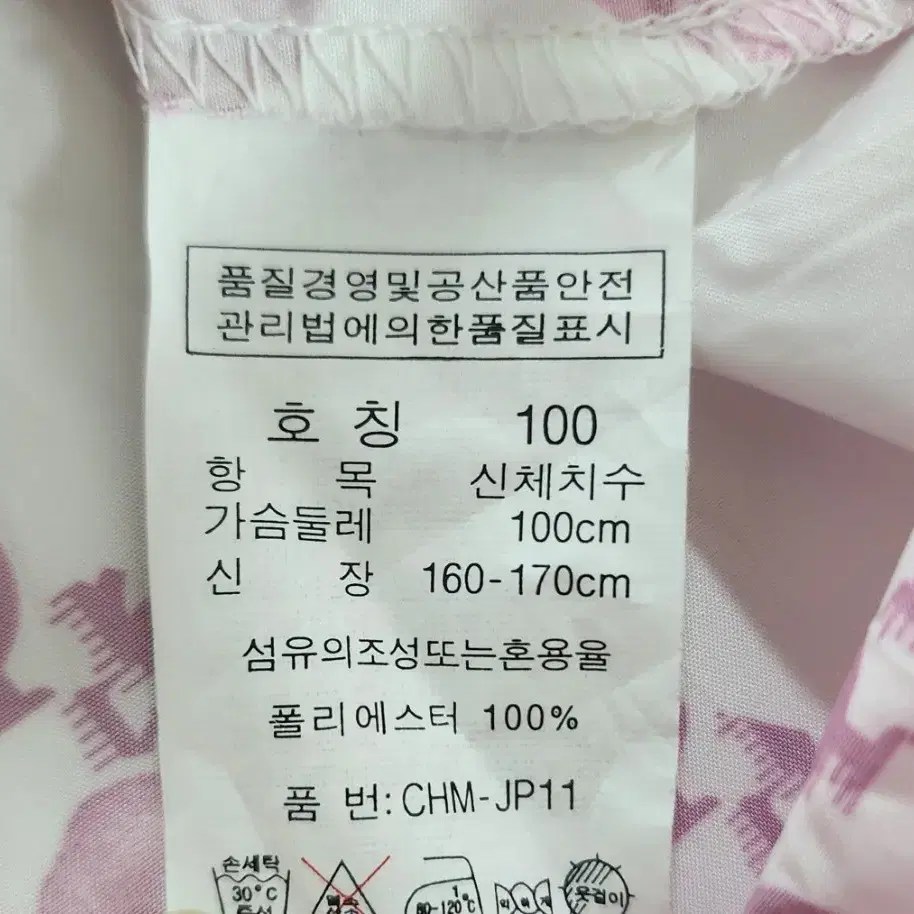 품질경영및공산품안전
관리법에의한품질표시
호 칭 100
항 목 신체치수
가슴둘레 100cm
신 장 160-170cm
섬유의조성또는혼용율
폴리에스터 100%
품 번: CHM-JP11
손세탁
30°C
옷걸이